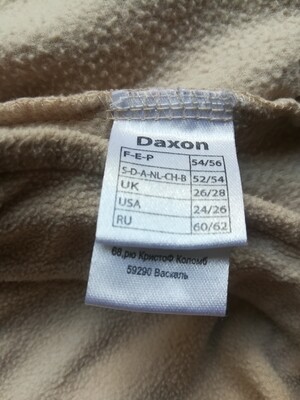 Daxon
F-E-P 54/56
S-D-A-NL-CH-B 52/54
UK 26/28
USA 24/26
RU 60/62
66,рю Кристоф Коломб
59290 Васкаль